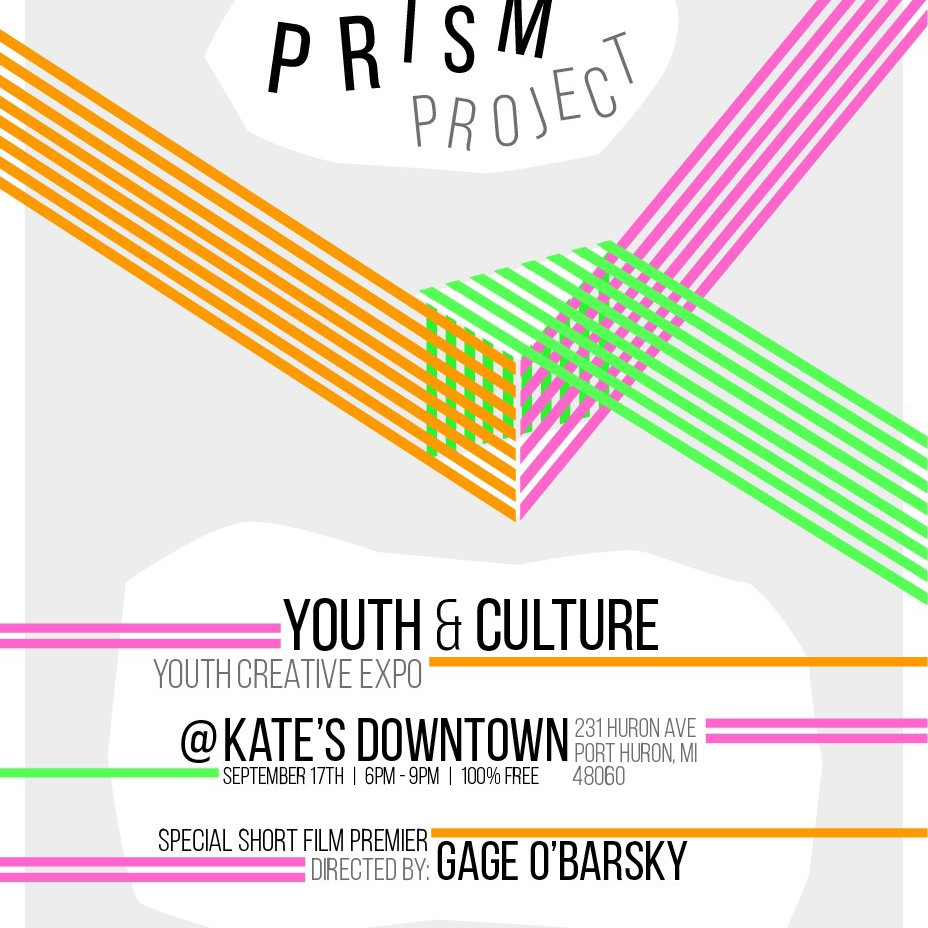 PRISM
PROJECT
YOUTH & CULTURE
YOUTH CREATIVE EXPO
@ KATE'S DOWNTOWN
231 HURON AVE
PORT HURON, MI
48060
SEPTEMBER 17TH | 6PM - 9PM | 100% FREE
SPECIAL SHORT FILM PREMIER
DIRECTED BY: GAGE O'BARSKY